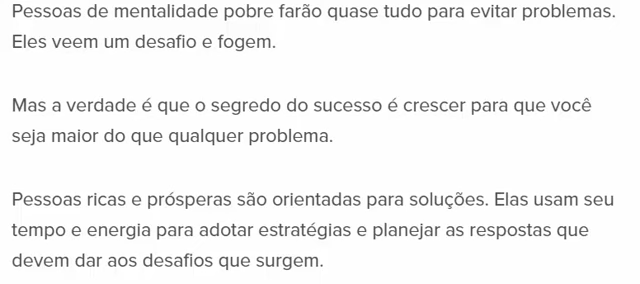 Pessoas de mentalidade pobre farão quase tudo para evitar problemas.
Eles veem um desafio e fogem.
Mas a verdade é que o segredo do sucesso é crescer para que você
seja maior do que qualquer problema.
Pessoas ricas e prósperas são orientadas para soluções. Elas usam seu
tempo e energia para adotar estratégias e planejar as respostas que
devem dar aos desafios que surgem.